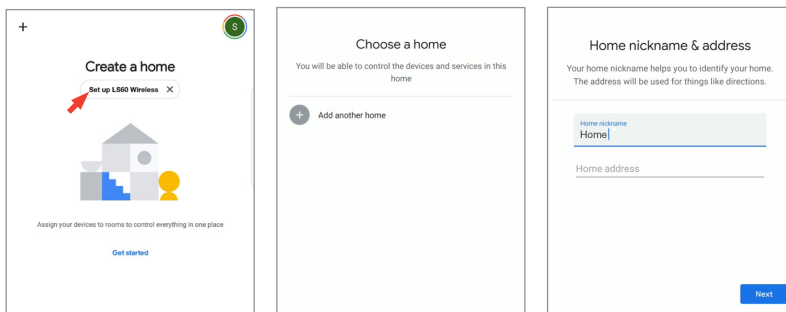 +
S
Create a home
Set up LS60 Wireless X
Assign your devices to rooms to control everything in one place
Get started
Choose a home
You will be able to control the devices and services in this
home
+ Add another home
Home nickname & address
Your home nickname helps you to identify your home.
The address will be used for things like directions.
Home nickname
Home
Home address
Next